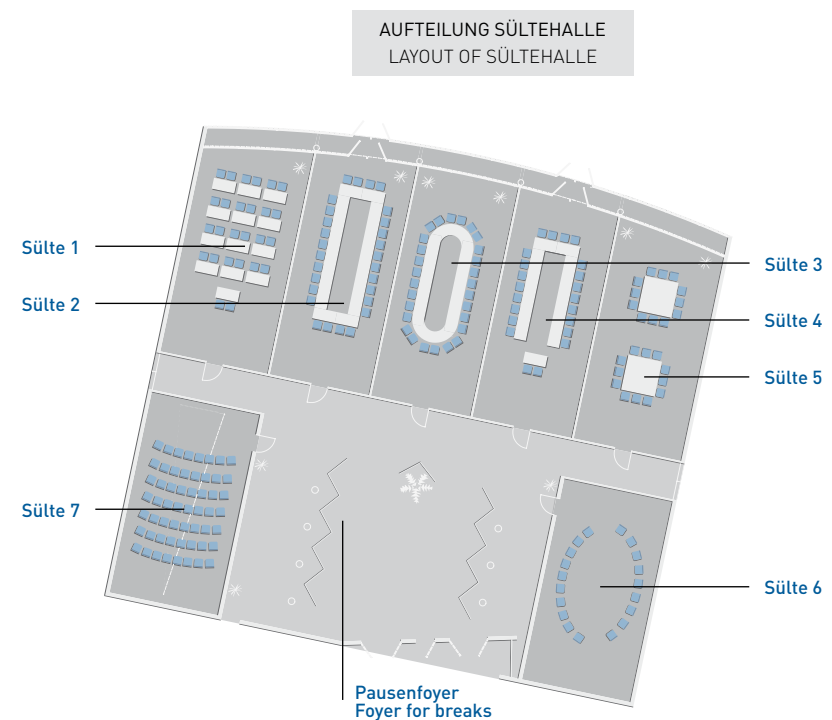 AUFTEILUNG SÜLTEHALLE
LAYOUT OF SÜLTEHALLE
Sülte 1
Sülte 2
Sülte 3
Sülte 4
Sülte 5
Sülte 7
Sülte 6
Pausenfoyer
Foyer for breaks